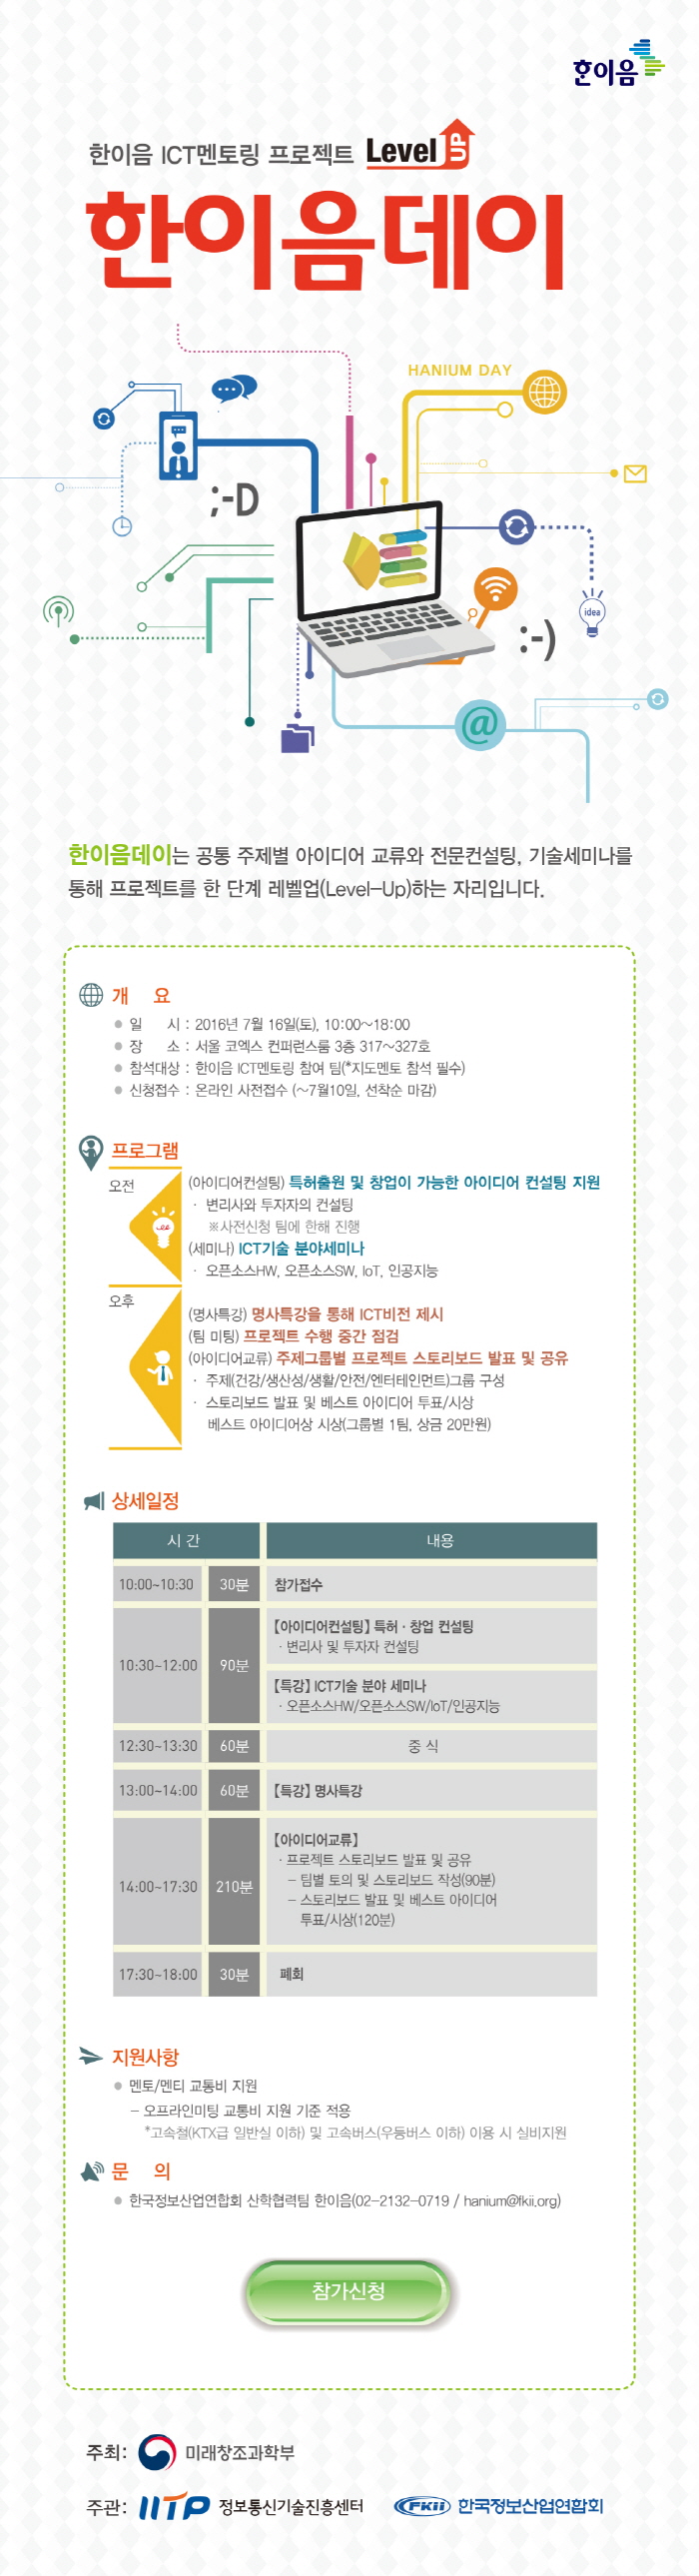 한이음
한이음 ICT멘토링 프로젝트 Level UP
한이음데이
HANIUM DAY
;-D
idea
:-)
@
한이음데이는 공통 주제별 아이디어 교류와 전문컨설팅, 기술세미나를
통해 프로젝트를 한 단계 레벨업(Level-Up)하는 자리입니다.
개 요
일 시 : 2016년 7월 16일(토), 10:00~18:00
장 소 : 서울 코엑스 컨퍼런스룸 3층 317~327호
참석대상 : 한이음 ICT멘토링 참여 팀(*지도멘토 참석 필수)
신청접수 : 온라인 사전접수 (~7월10일, 선착순 마감)
프로그램
오전
(아이디어컨설팅) 특허출원 및 창업이 가능한 아이디어 컨설팅 지원
· 변리사와 투자자의 컨설팅
※사전신청 팀에 한해 진행
(세미나) ICT기술 분야세미나
· 오픈소스HW, 오픈소스SW, IoT, 인공지능
오후
(명사특강) 명사특강을 통해 ICT비전 제시
(팀 미팅) 프로젝트 수행 중간 점검
(아이디어교류) 주제그룹별 프로젝트 스토리보드 발표 및 공유
· 주제(건강/생산성/생활/안전/엔터테인먼트)그룹 구성
· 스토리보드 발표 및 베스트 아이디어 투표/시상
베스트 아이디어상 시상(그룹별 1팀, 상금 20만원)
상세일정
시 간 내용
10:00~10:30 30분 참가접수
10:30~12:00 90분
【아이디어컨설팅】 특허 · 창업 컨설팅
· 변리사 및 투자자 컨설팅
【특강】 ICT기술 분야 세미나
· 오픈소스HW/오픈소스SW/IoT/인공지능
12:30~13:30 60분 중 식
13:00~14:00 60분 【특강】 명사특강
14:00~17:30 210분
【아이디어교류】
· 프로젝트 스토리보드 발표 및 공유
- 팀별 토의 및 스토리보드 작성(90분)
- 스토리보드 발표 및 베스트 아이디어
투표/시상(120분)
17:30~18:00 30분 폐회
지원사항
멘토/멘티 교통비 지원
- 오프라인미팅 교통비 지원 기준 적용
*고속철(KTX급 일반실 이하) 및 고속버스(우등버스 이하) 이용 시 실비지원
문 의
한국정보산업연합회 산학협력팀 한이음(02-2132-0719 / hanium@fkii.org)
참가신청
주최: 미래창조과학부
주관: IITP 정보통신기술진흥센터 FKII 한국정보산업연합회